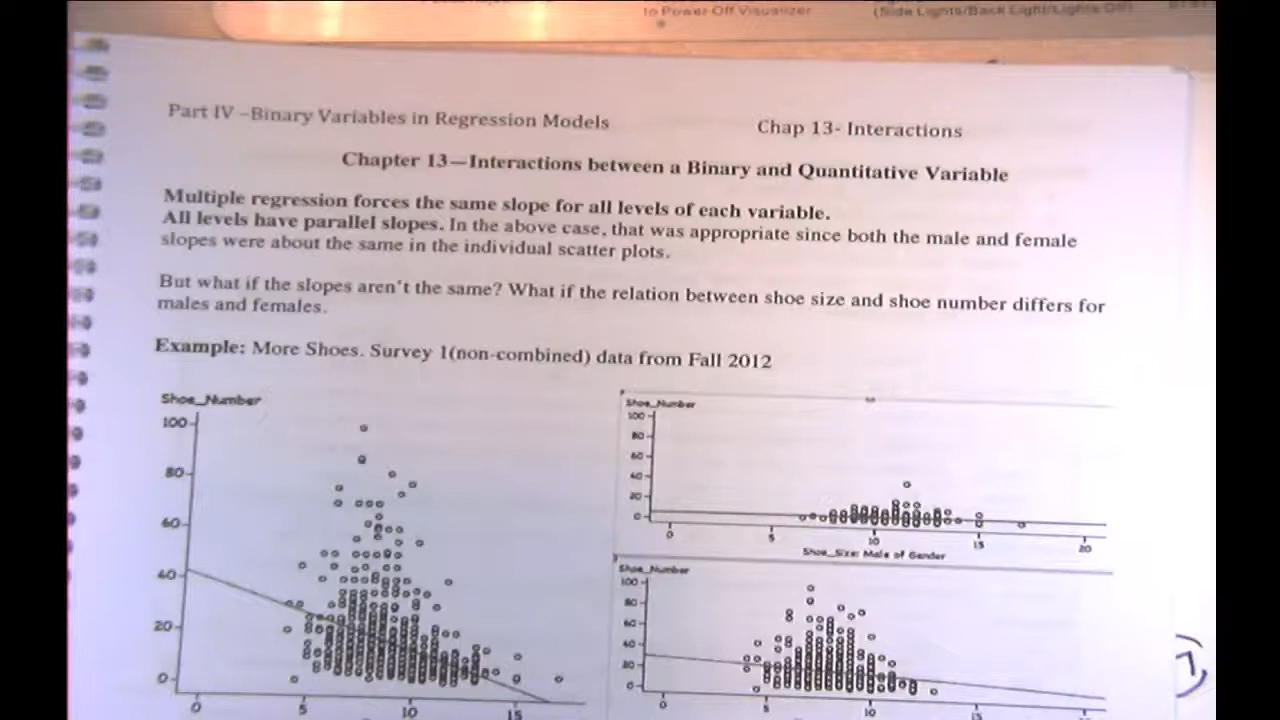 to Power Off Visualizer
(Side Lights/Back Light/Lights Off)
Part IV –Binary Variables in Regression Models
Chap 13- Interactions
Chapter 13—Interactions between a Binary and Quantitative Variable
Multiple regression forces the same slope for all levels of each variable.
All levels have parallel slopes. In the above case, that was appropriate since both the male and female
slopes were about the same in the individual scatter plots.
But what if the slopes aren't the same? What if the relation between shoe size and shoe number differs for
males and females.
Example: More Shoes. Survey 1(non-combined) data from Fall 2012
Shoe_Number
100
80
60
40
20
0
0
5
10
15
Shoe_Number
100
80
60
40
20
0
0
5
10
15
20
Shoe_Size: Male of Gender
Shoe_Number
100
80
60
40
20
0
0
5
10
15